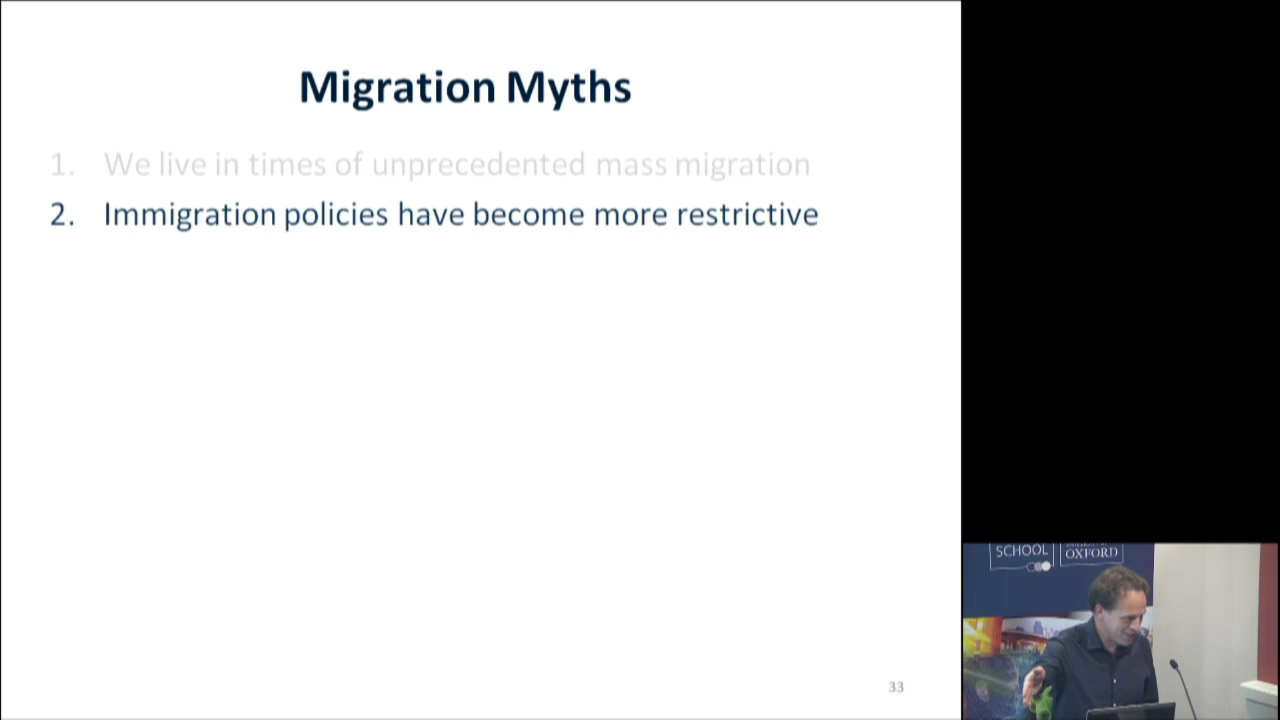 Migration Myths
1. We live in times of unprecedented mass migration
2. Immigration policies have become more restrictive
33
SCHOOL
OXFORD